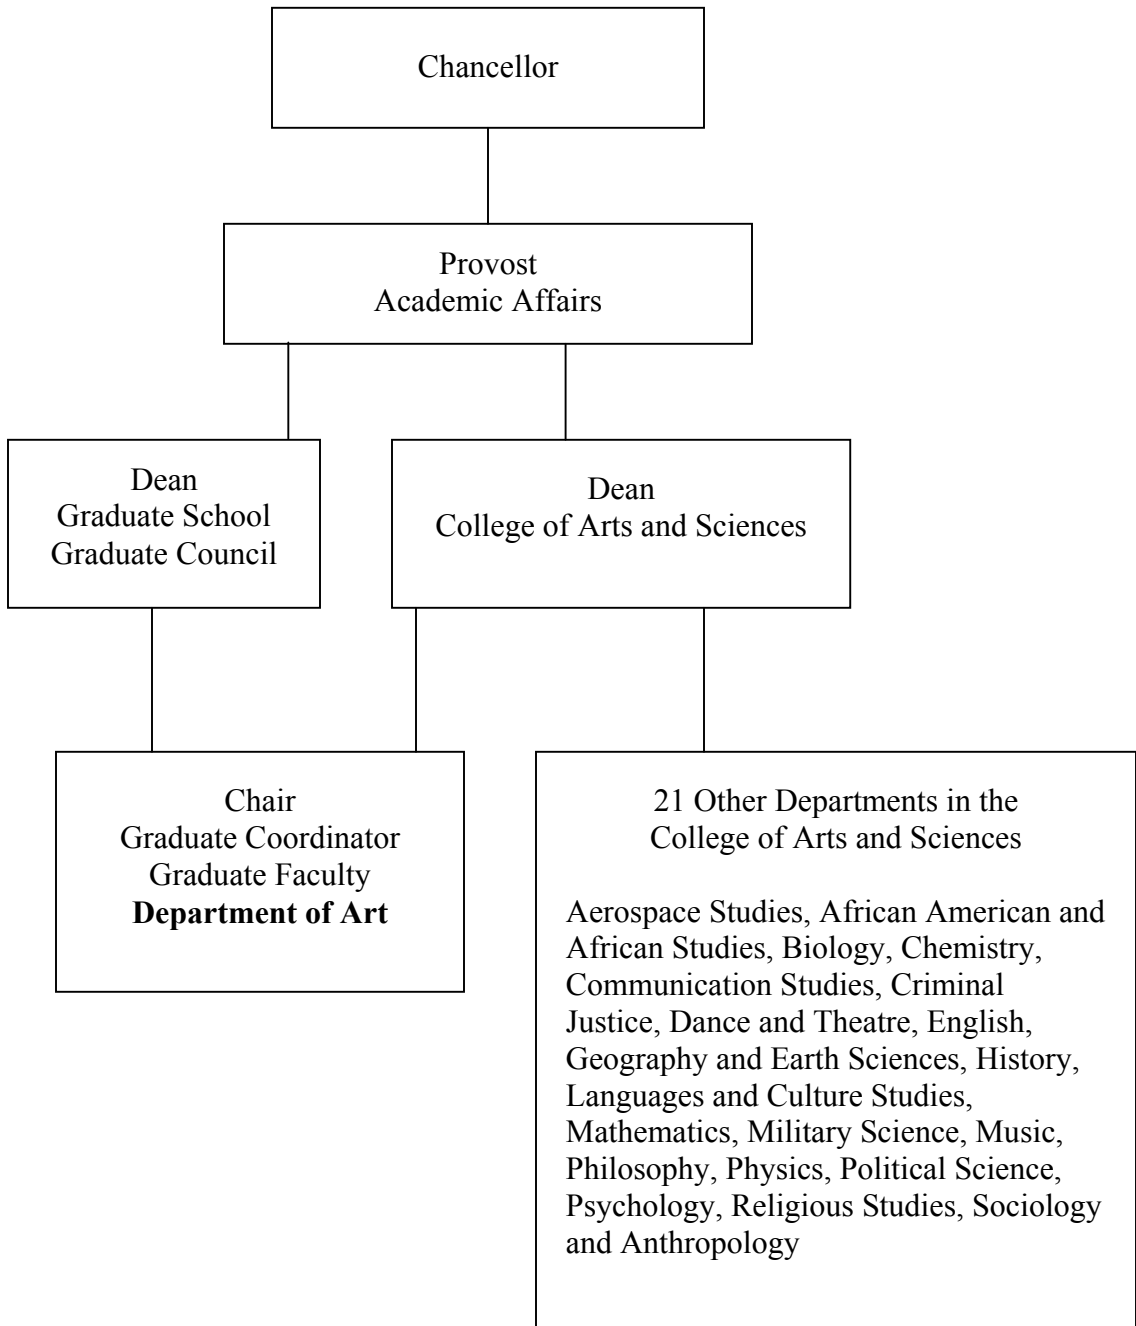 Chancellor
Provost
Academic Affairs
Dean
Graduate School
Graduate Council
Dean
College of Arts and Sciences
Chair
Graduate Coordinator
Graduate Faculty
Department of Art
21 Other Departments in the
College of Arts and Sciences
Aerospace Studies, African American and
African Studies, Biology, Chemistry,
Communication Studies, Criminal
Justice, Dance and Theatre, English,
Geography and Earth Sciences, History,
Languages and Culture Studies,
Mathematics, Military Science, Music,
Philosophy, Physics, Political Science,
Psychology, Religious Studies, Sociology
and Anthropology